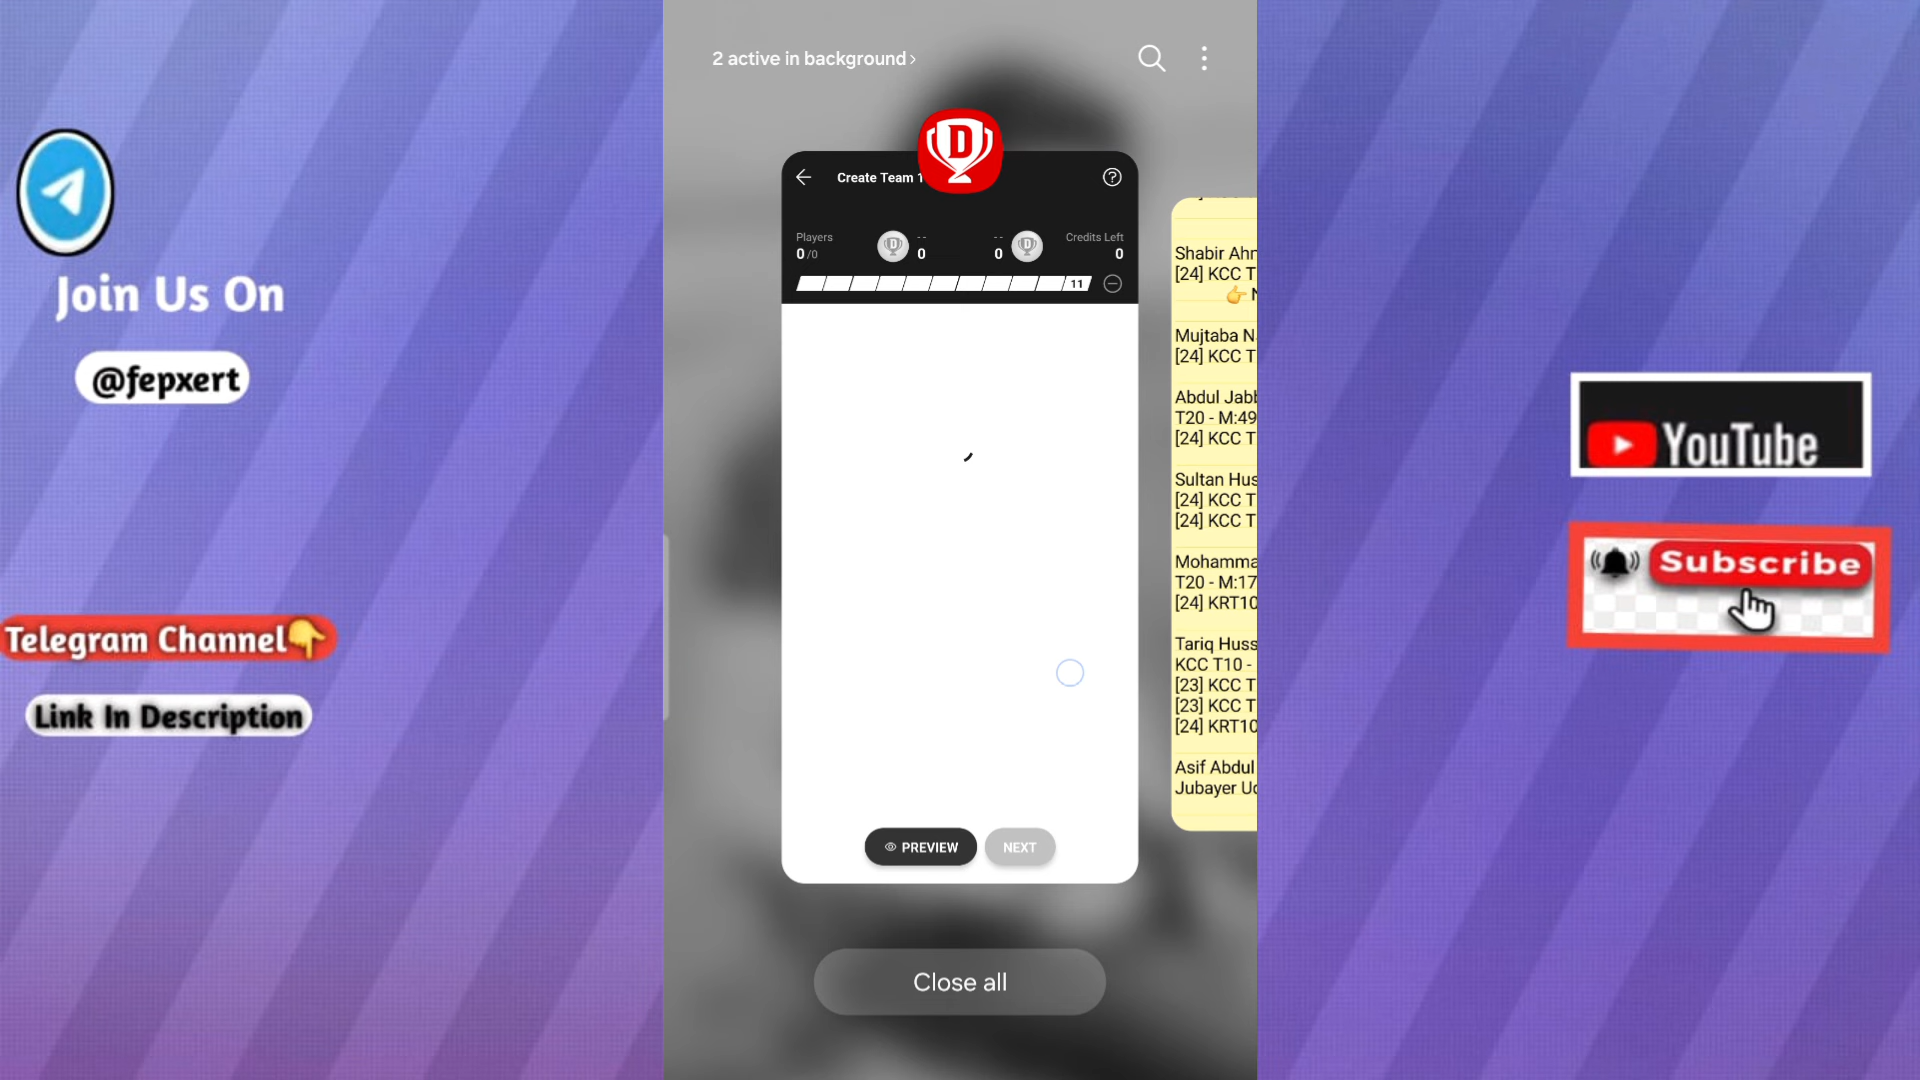 Join Us On
@fepxert
Telegram Channel👇
Link In Description
2 active in background ›
D
Create Team 1
Players
0/0
D
--
0
--
0
D
Credits Left
0
11
PREVIEW
NEXT
Close all
Shabir Ahm
[24] KCC T
👉 N
Mujtaba N
[24] KCC T
Abdul Jabb
T20 - M:49
[24] KCC T
Sultan Hus
[24] KCC T
[24] KCC T
Mohamma
T20 - M:17
[24] KRT10
Tariq Huss
KCC T10 -
[23] KCC T
[23] KCC T
[24] KRT10
Asif Abdul
Jubayer Ud
YouTube
Subscribe